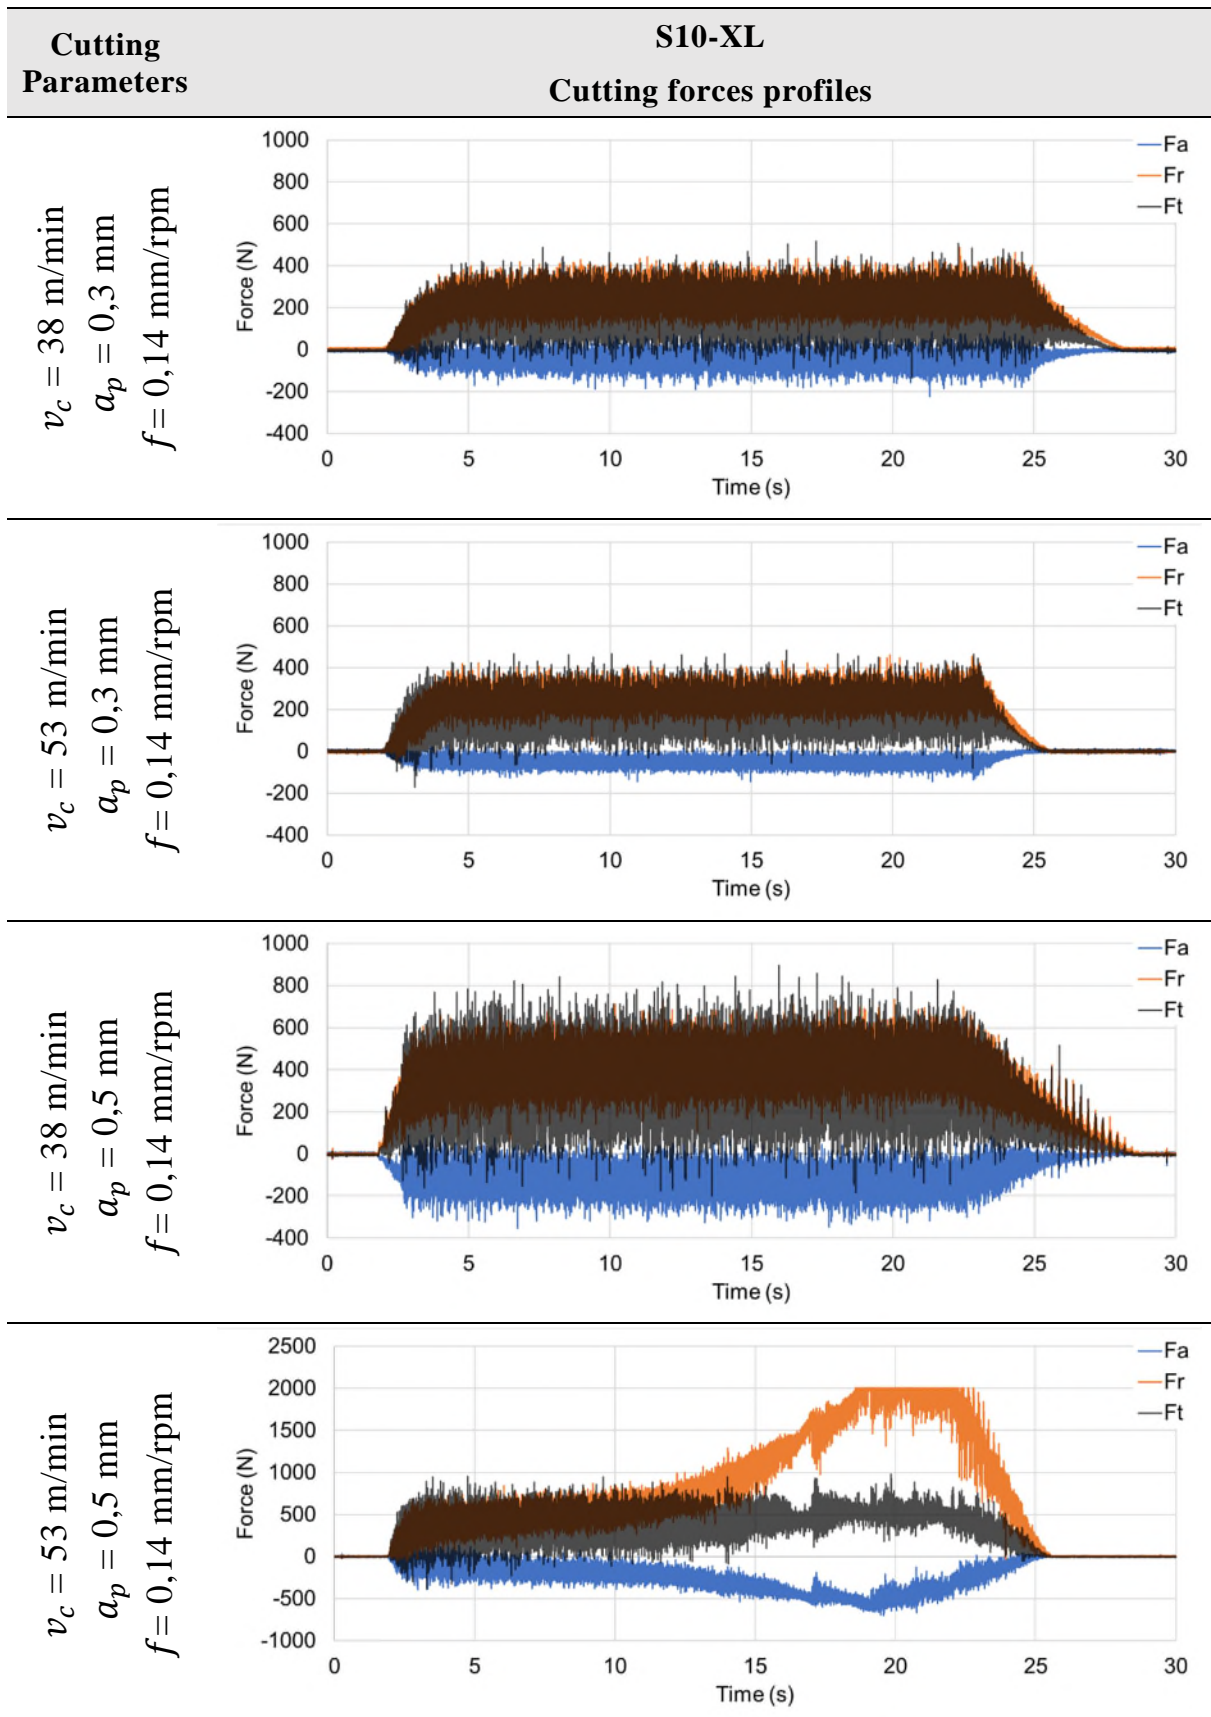 Cutting
Parameters
S10-XL
Cutting forces profiles
v_c = 38 m/min
a_p = 0,3 mm
f = 0,14 mm/rpm
1000
800
600
400
200
0
-200
-400
Force (N)
0 5 10 15 20 25 30
Time (s)
Fa
Fr
Ft
v_c = 53 m/min
a_p = 0,3 mm
f = 0,14 mm/rpm
1000
800
600
400
200
0
-200
-400
Force (N)
0 5 10 15 20 25 30
Time (s)
Fa
Fr
Ft
v_c = 38 m/min
a_p = 0,5 mm
f = 0,14 mm/rpm
1000
800
600
400
200
0
-200
-400
Force (N)
0 5 10 15 20 25 30
Time (s)
Fa
Fr
Ft
v_c = 53 m/min
a_p = 0,5 mm
f = 0,14 mm/rpm
2500
2000
1500
1000
500
0
-500
-1000
Force (N)
0 5 10 15 20 25 30
Time (s)
Fa
Fr
Ft